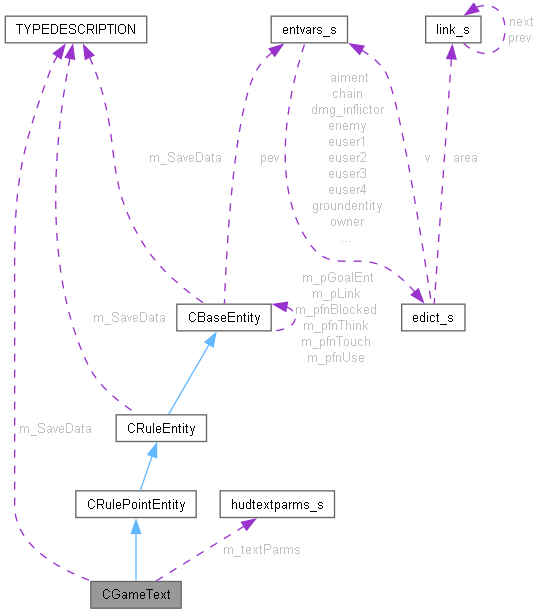 TYPEDESCRIPTION
entvars_s
link_s
next
prev
aiment
chain
dmg_inflictor
enemy
euser1
euser2
euser3
euser4
groundentity
owner
...
m_SaveData
pev
v
area
m_pGoalEnt
m_pLink
m_pfnBlocked
m_pfnThink
m_pfnTouch
m_pfnUse
CBaseEntity
edict_s
m_SaveData
m_SaveData
CRuleEntity
CRulePointEntity
hudtextparms_s
m_textParms
CGameText